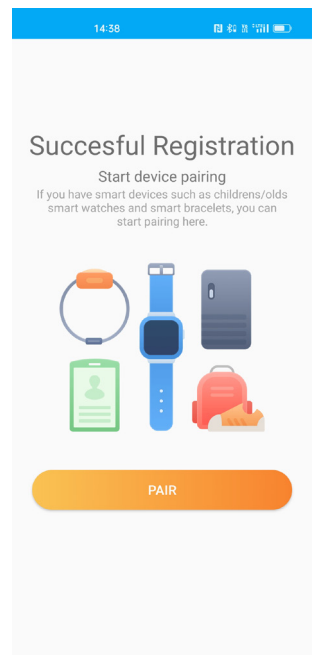 14:38
Succesful Registration
Start device pairing
If you have smart devices such as childrens/olds
smart watches and smart bracelets, you can
start pairing here.
PAIR